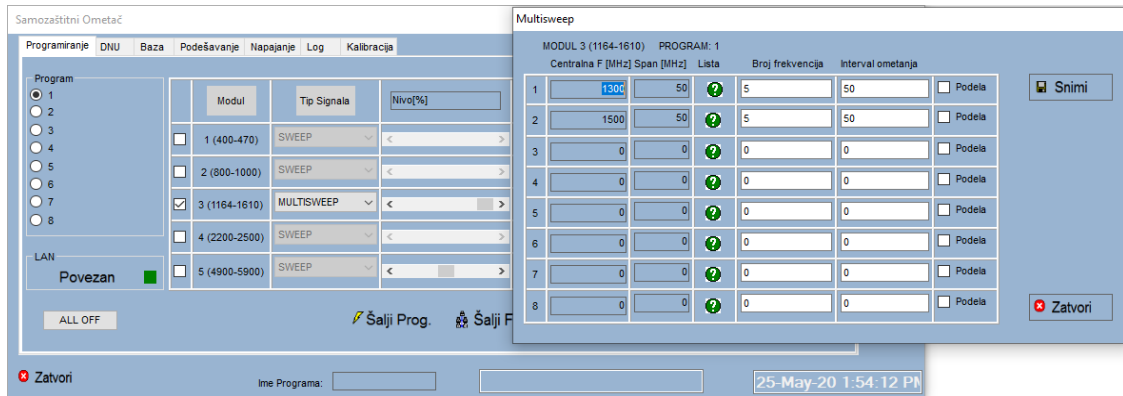 Samozaštitni Ometač
Programiranje DNU Baza Podešavanje Napajanje Log Kalibracija
Program
1
2
3
4
5
6
7
8
LAN
Povezan
ALL OFF
Modul Tip Signala Nivo[%]
1 (400-470) SWEEP
2 (800-1000) SWEEP
3 (1164-1610) MULTISWEEP
4 (2200-2500) SWEEP
5 (4900-5900) SWEEP
Šalji Prog. Šalji F
Zatvori Ime Programa: 25-May-20 1:54:12 PM
Multisweep
MODUL 3 (1164-1610) PROGRAM: 1
Centralna F [MHz] Span [MHz] Lista Broj frekvencija Interval ometanja
1 1300 50 ? 5 50 Podela
2 1500 50 ? 5 50 Podela
3 0 0 ? 0 0 Podela
4 0 0 ? 0 0 Podela
5 0 0 ? 0 0 Podela
6 0 0 ? 0 0 Podela
7 0 0 ? 0 0 Podela
8 0 0 ? 0 0 Podela
Snimi
Zatvori